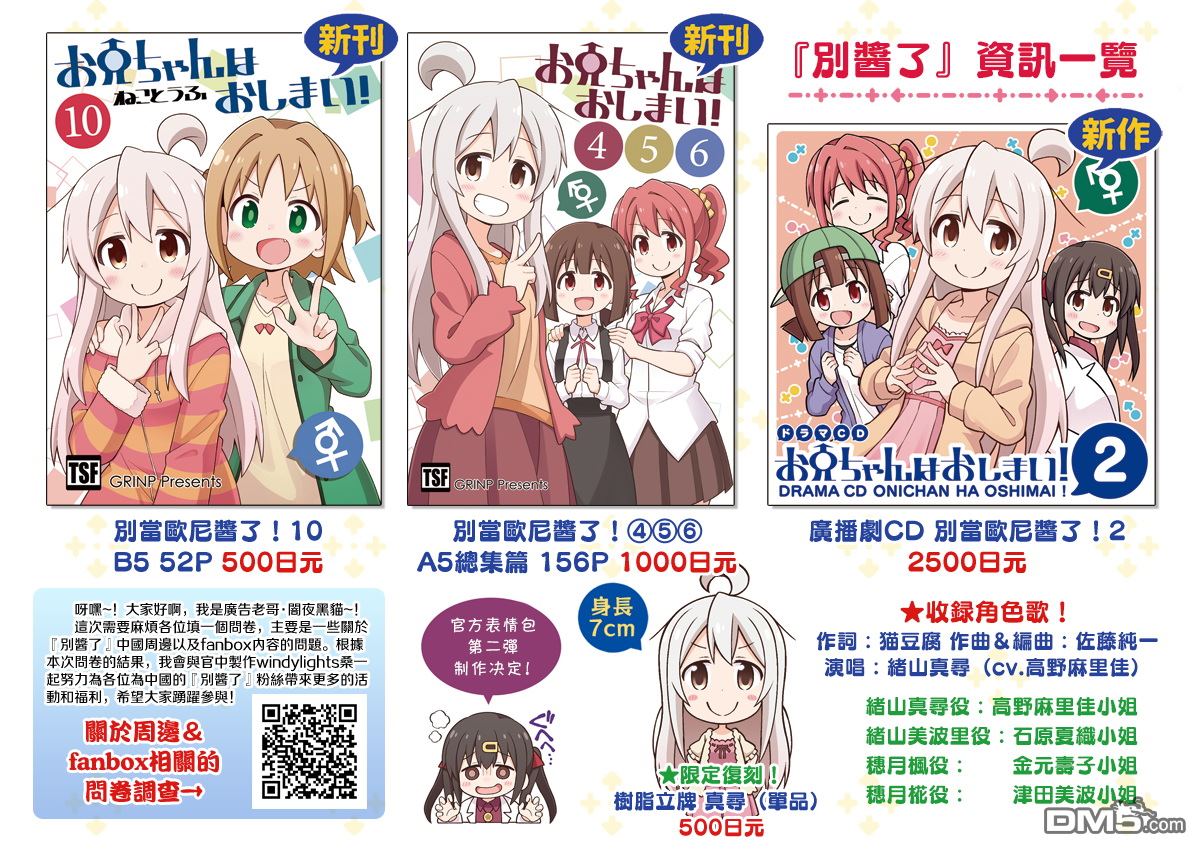 『別醬了』資訊一覽
新刊
お兄ちゃんは
おしまい!
ねことうふ
10
TSF
GRINP Presents
別當歐尼醬了!10
B5 52P 500日元
新刊
お兄ちゃんは
おしまい!
4 5 6
TSF
GRINP Presents
別當歐尼醬了!④⑤⑥
A5總集篇 156P 1000日元
新作
ドラマCD
お兄ちゃんはおしまい!
2
DRAMA CD ONICHAN HA OSHIMAI !
廣播劇CD 別當歐尼醬了!2
2500日元
呀嘿~! 大家好啊, 我是廣告老哥·闇夜黑貓~!
這次需要麻煩各位填一個問卷, 主要是一些關於
『別醬了』中國周邊以及fanbox內容的問題。根據
本次問卷的結果, 我會與官中製作windylights桑一
起努力為各位為中國的『別醬了』粉絲帶來更多的活
動和福利, 希望大家踴躍參與!
關於周邊&
fanbox相關的
問卷調查→
官方表情包
第二彈
制作決定!
身長
7cm
★限定復刻!
樹脂立牌 真尋(單品)
500日元
★收録角色歌!
作詞:猫豆腐 作曲&編曲:佐藤純一
演唱:緒山真尋(cv.高野麻里佳)
緒山真尋役:高野麻里佳小姐
緒山美波里役:石原夏織小姐
穂月楓役: 金元壽子小姐
穂月椛役: 津田美波小姐
DM5.com